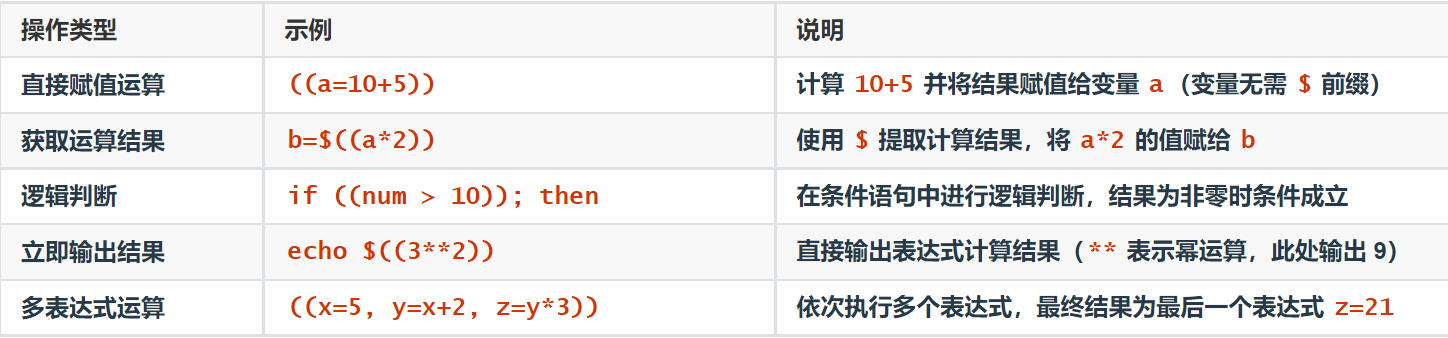 操作类型 示例 说明
直接赋值运算 ((a=10+5)) 计算 10+5 并将结果赋值给变量 a（变量无需 $ 前缀）
获取运算结果 b=$((a*2)) 使用 $ 提取计算结果，将 a*2 的值赋给 b
逻辑判断 if ((num > 10)); then 在条件语句中进行逻辑判断，结果为非零时条件成立
立即输出结果 echo $((3**2)) 直接输出表达式计算结果（** 表示幂运算，此处输出 9）
多表达式运算 ((x=5, y=x+2, z=y*3)) 依次执行多个表达式，最终结果为最后一个表达式 z=21